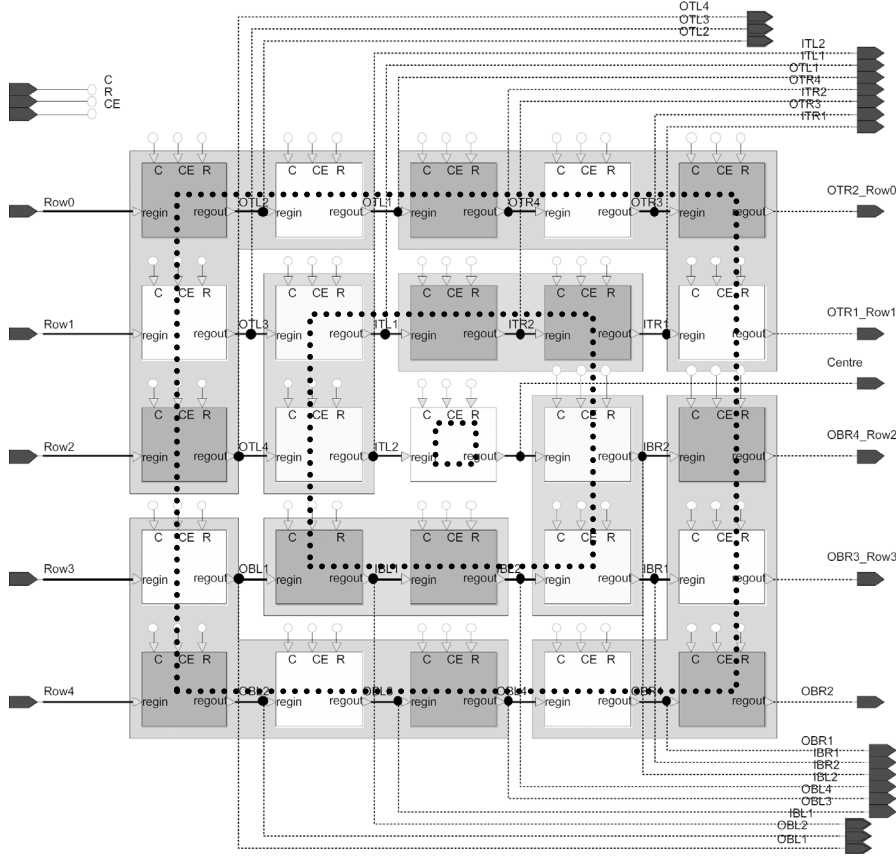 OTL4
OTL3
OTL2
ITL2
ITL1
OTL1
OTR4
ITR2
OTR3
ITR1
C
R
CE
C CE R C CE R C CE R C CE R C CE R
Row0 regin regout OTL2 regin regout OTL1 regin regout OTR4 regin regout OTR3 regin regout OTR2_Row0
C CE R C CE R C CE R C CE R C CE R
Row1 regin regout OTL3 regin regout ITL1 regin regout ITR2 regin regout ITR1 regin regout OTR1_Row1
Centre
C CE R C CE R C CE R C CE R C CE R
Row2 regin regout OTL4 regin regout ITL2 regin regout regin regout IBR2 regin regout OBR4_Row2
C CE R C R C CE R C CE R C CE R
Row3 regin regout OBL1 regin regout IBL1 regin regout IBL2 regin regout IBR1 regin regout OBR3_Row3
C CE R C CE R C CE R C CE R C CE R
Row4 regin regout OBL2 regin regout OBL3 regin regout OBL4 regin regout OBR1 regin regout OBR2
OBR1
IBR1
IBR2
IBL2
OBL4
OBL3
IBL1
OBL2
OBL1